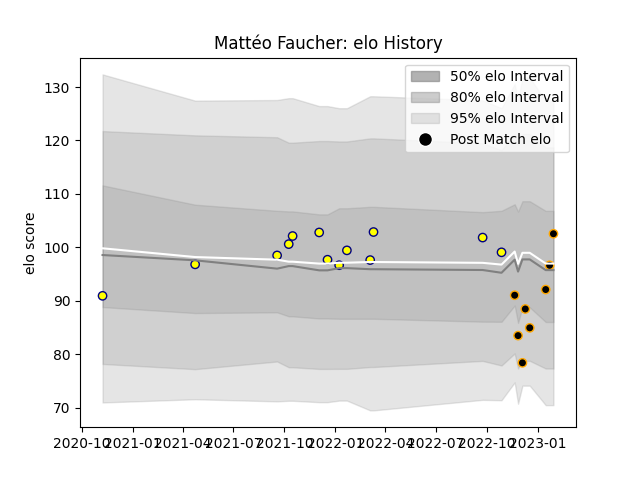 Mattéo Faucher: elo History
50% elo Interval
80% elo Interval
95% elo Interval
Post Match elo
elo score
130
120
110
100
90
80
70
2020-10 2021-01 2021-04 2021-07 2021-10 2022-01 2022-04 2022-07 2022-10 2023-01